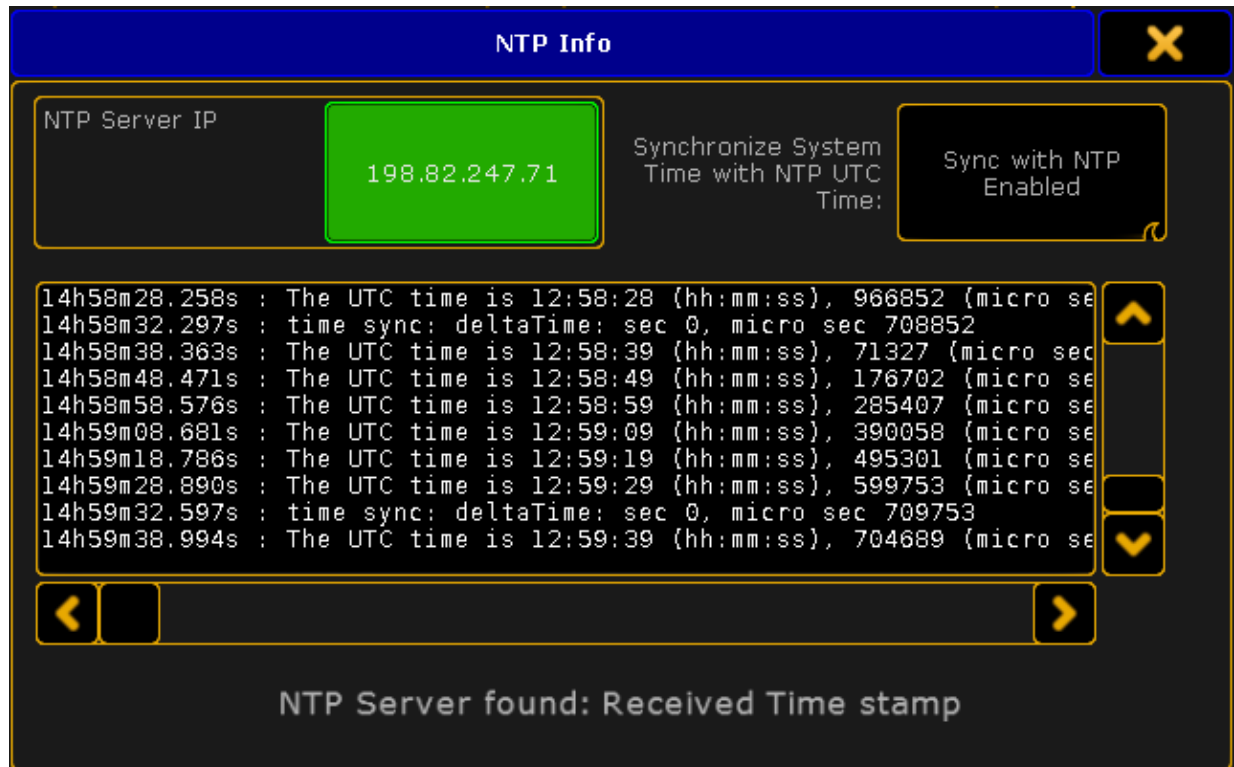 NTP Info
NTP Server IP
198.82.247.71
Synchronize System
Time with NTP UTC
Time:
Sync with NTP
Enabled
14h58m28.258s : The UTC time is 12:58:28 (hh:mm:ss), 966852 (micro se
14h58m32.297s : time sync: deltaTime: sec 0, micro sec 708852
14h58m38.363s : The UTC time is 12:58:39 (hh:mm:ss), 71327 (micro sec
14h58m48.471s : The UTC time is 12:58:49 (hh:mm:ss), 176702 (micro se
14h58m58.576s : The UTC time is 12:58:59 (hh:mm:ss), 285407 (micro se
14h59m08.681s : The UTC time is 12:59:09 (hh:mm:ss), 390058 (micro se
14h59m18.786s : The UTC time is 12:59:19 (hh:mm:ss), 495301 (micro se
14h59m28.890s : The UTC time is 12:59:29 (hh:mm:ss), 599753 (micro se
14h59m32.597s : time sync: deltaTime: sec 0, micro sec 709753
14h59m38.994s : The UTC time is 12:59:39 (hh:mm:ss), 704689 (micro se
NTP Server found: Received Time stamp